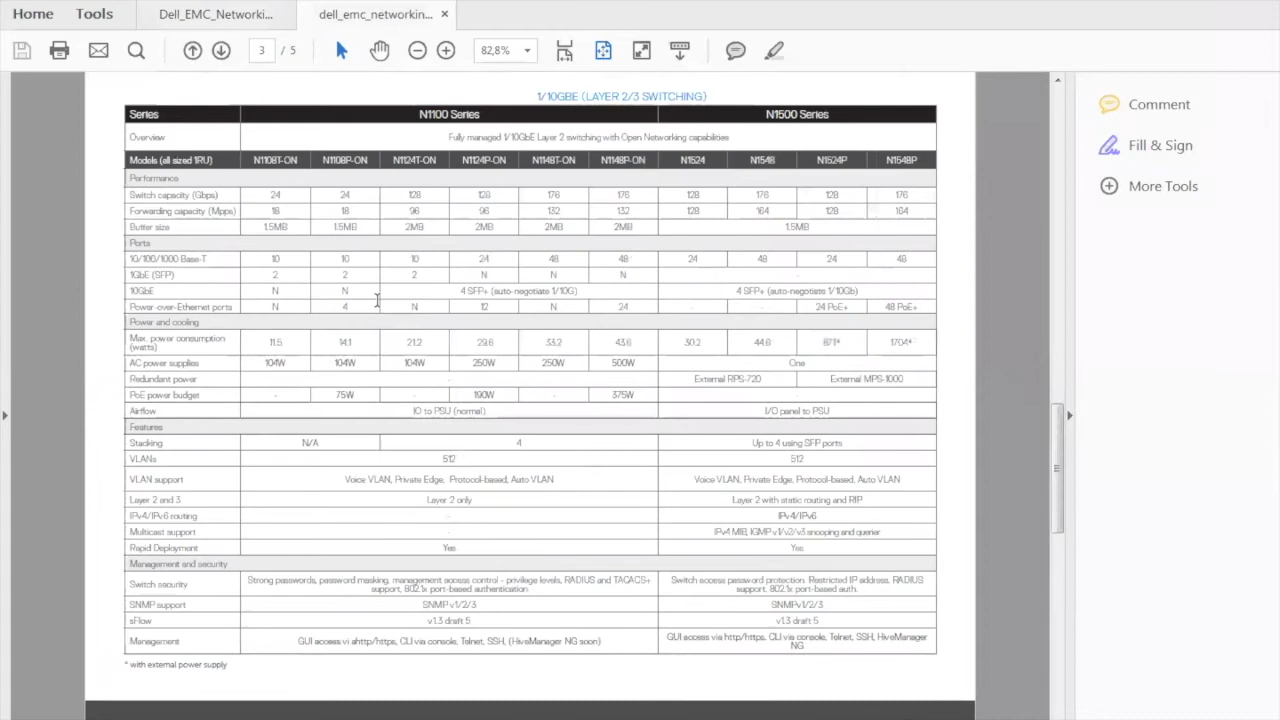 Home Tools Dell_EMC_Networki... dell_emc_networkin... ×
3 / 5 82,8%
Comment
Fill & Sign
More Tools
1/10GBE (LAYER 2/3 SWITCHING)
Series N1100 Series N1500 Series
Overview Fully managed 1/10GbE Layer 2 switching with Open Networking capabilities
Models (all sized 1RU) N1108T-ON N1108P-ON N1124T-ON N1124P-ON N1148T-ON N1148P-ON N1524 N1548 N1524P N1548P
Performance
Switch capacity (Gbps) 24 24 128 128 176 176 128 176 128 176
Forwarding capacity (Mpps) 18 18 96 96 132 132 128 164 128 164
Buffer size 1.5MB 1.5MB 2MB 2MB 2MB 2MB 1.5MB
Ports
10/100/1000 Base-T 10 10 10 24 48 48 24 48 24 48
1GbE (SFP) 2 2 2 N N N -
10GbE N N 4 SFP+ (auto-negotiate 1/10G) 4 SFP+ (auto-negotiate 1/10Gb)
Power-over-Ethernet ports N 4 N 12 N 24 - - 24 PoE+ 48 PoE+
Power and cooling
Max. power consumption (watts) 11.5 14.1 21.2 29.6 33.2 43.6 30.2 44.6 871* 1704*
AC power supplies 104W 104W 104W 250W 250W 500W One
Redundant power - External RPS-720 External MPS-1000
PoE power budget - 75W - 190W - 375W -
Airflow IO to PSU (normal) I/O panel to PSU
Features
Stacking N/A 4 Up to 4 using SFP ports
VLANs 512 512
VLAN support Voice VLAN, Private Edge, Protocol-based, Auto VLAN Voice VLAN, Private Edge, Protocol-based, Auto VLAN
Layer 2 and 3 Layer 2 only Layer 2 with static routing and RIP
IPv4/IPv6 routing - IPv4/IPv6
Multicast support - IPv4 MIB, IGMP v1/v2/v3 snooping and querier
Rapid Deployment Yes Yes
Management and security
Switch security Strong passwords, password masking, management access control - privilege levels, RADIUS and TACACS+ support, 802.1x port-based authentication Switch access password protection. Restricted IP address. RADIUS support. 802.1x port-based auth.
SNMP support SNMP v1/2/3 SNMPv1/2/3
sFlow v1.3 draft 5 v1.3 draft 5
Management GUI access vi ahttp/https, CLI via console, Telnet, SSH, (HiveManager NG soon) GUI access via http/https, CLI via console, Telnet, SSH, HiveManager NG
* with external power supply